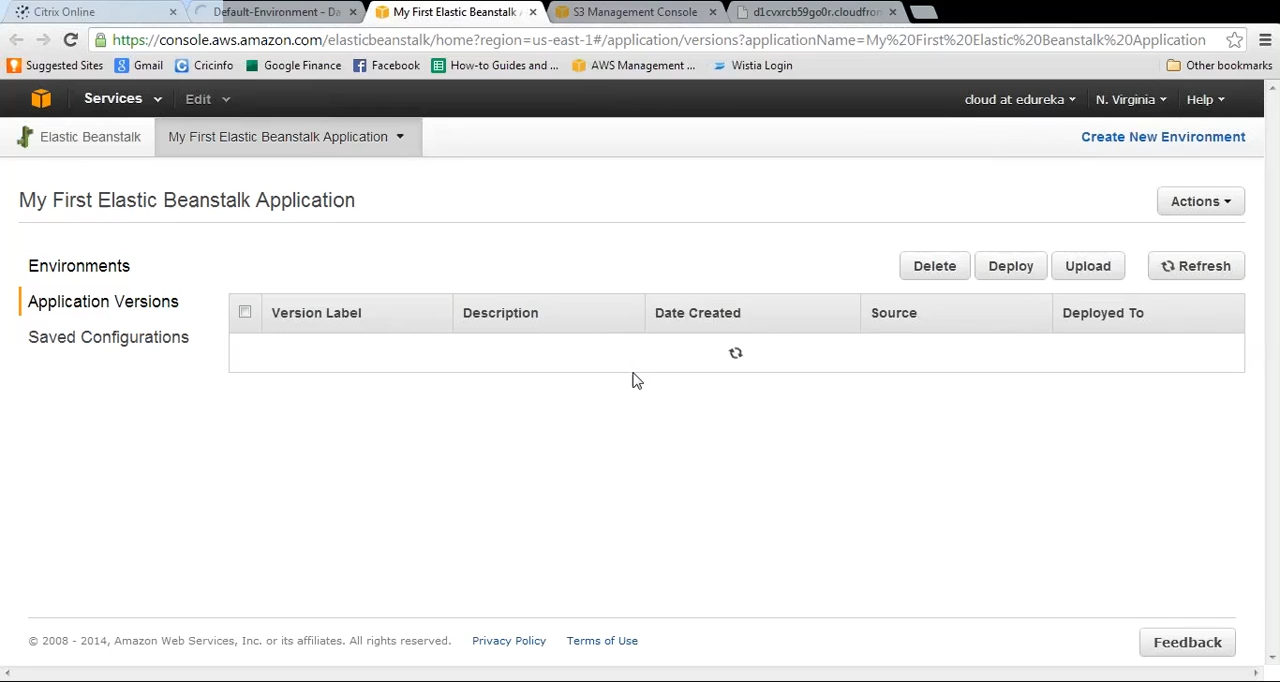 Citrix Online
Default-Environment - Da
My First Elastic Beanstalk
S3 Management Console
d1cvxrcb59go0r.cloudfron
https://console.aws.amazon.com/elasticbeanstalk/home?region=us-east-1#/application/versions?applicationName=My%20First%20Elastic%20Beanstalk%20Application
Suggested Sites
Gmail
Cricinfo
Google Finance
Facebook
How-to Guides and ...
AWS Management ...
Wistia Login
Other bookmarks
Services
Edit
cloud at edureka
N. Virginia
Help
Elastic Beanstalk
My First Elastic Beanstalk Application
Create New Environment
My First Elastic Beanstalk Application
Actions
Environments
Application Versions
Saved Configurations
Delete
Deploy
Upload
Refresh
Version Label
Description
Date Created
Source
Deployed To
© 2008 - 2014, Amazon Web Services, Inc. or its affiliates. All rights reserved.
Privacy Policy
Terms of Use
Feedback